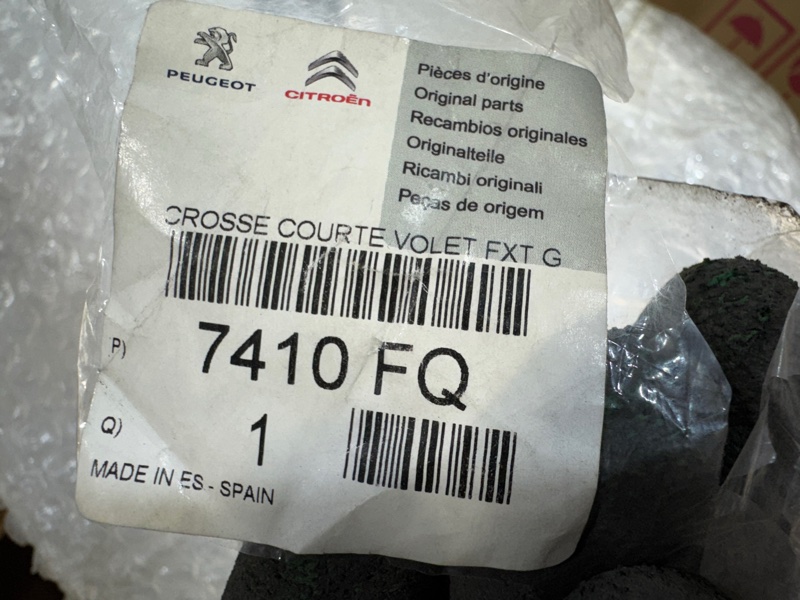 PEUGEOT
CITROËN
Pièces d'origine
Original parts
Recambios originales
Originalteile
Ricambi originali
Peças de origem
CROSSE COURTE VOLET FXT G
P) 7410 FQ
Q) 1
MADE IN ES - SPAIN